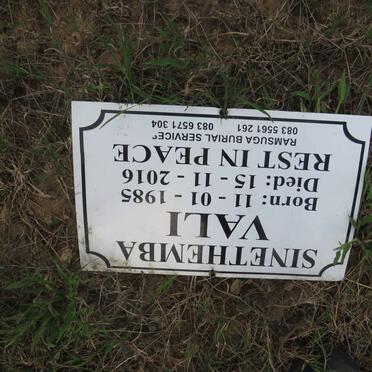 SINETHEMBA
VALI
Born: 11 - 01 - 1985
Died: 15 - 11 - 2016
REST IN PEACE
RAMSUGA BURIAL SERVICES
083 5561 261 083 6571 304